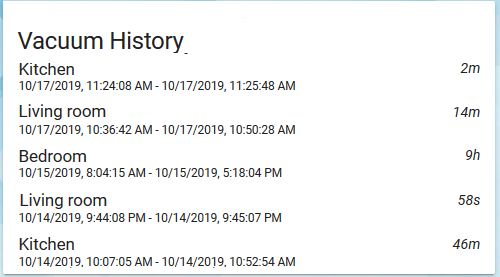 Vacuum History
Kitchen 2m
10/17/2019, 11:24:08 AM - 10/17/2019, 11:25:48 AM
Living room 14m
10/17/2019, 10:36:42 AM - 10/17/2019, 10:50:28 AM
Bedroom 9h
10/15/2019, 8:04:15 AM - 10/15/2019, 5:18:04 PM
Living room 58s
10/14/2019, 9:44:08 PM - 10/14/2019, 9:45:07 PM
Kitchen 46m
10/14/2019, 10:07:05 AM - 10/14/2019, 10:52:54 AM